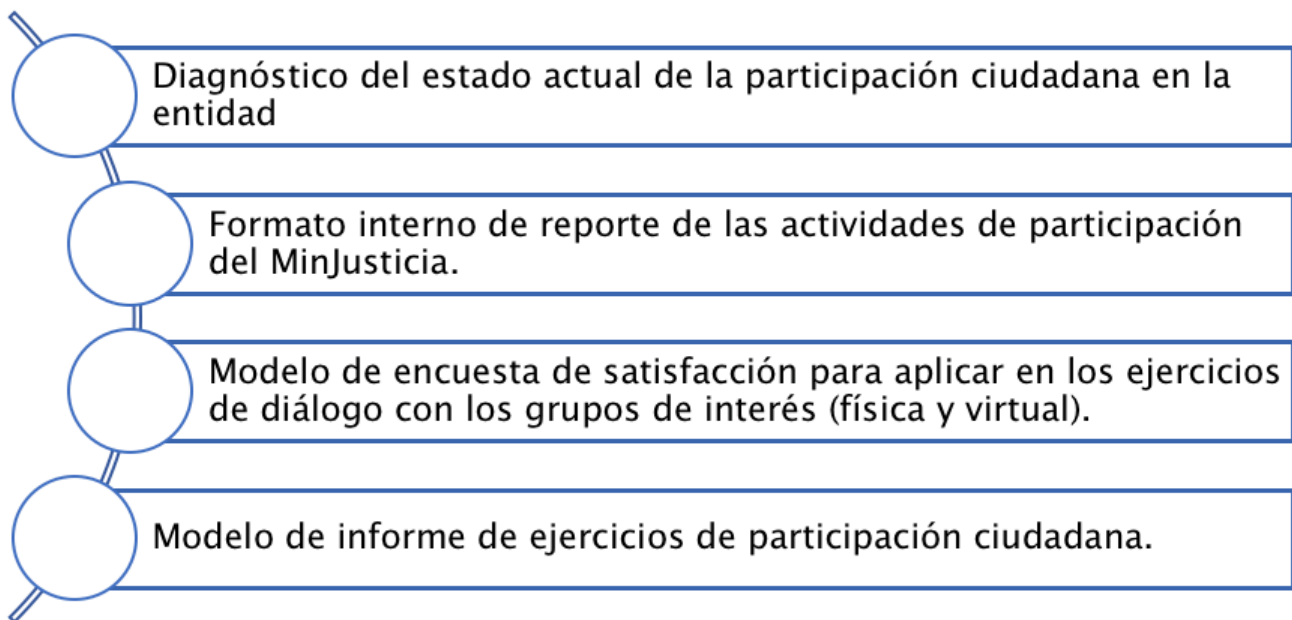 Diagnóstico del estado actual de la participación ciudadana en la
entidad
Formato interno de reporte de las actividades de participación
del MinJusticia.
Modelo de encuesta de satisfacción para aplicar en los ejercicios
de diálogo con los grupos de interés (física y virtual).
Modelo de informe de ejercicios de participación ciudadana.